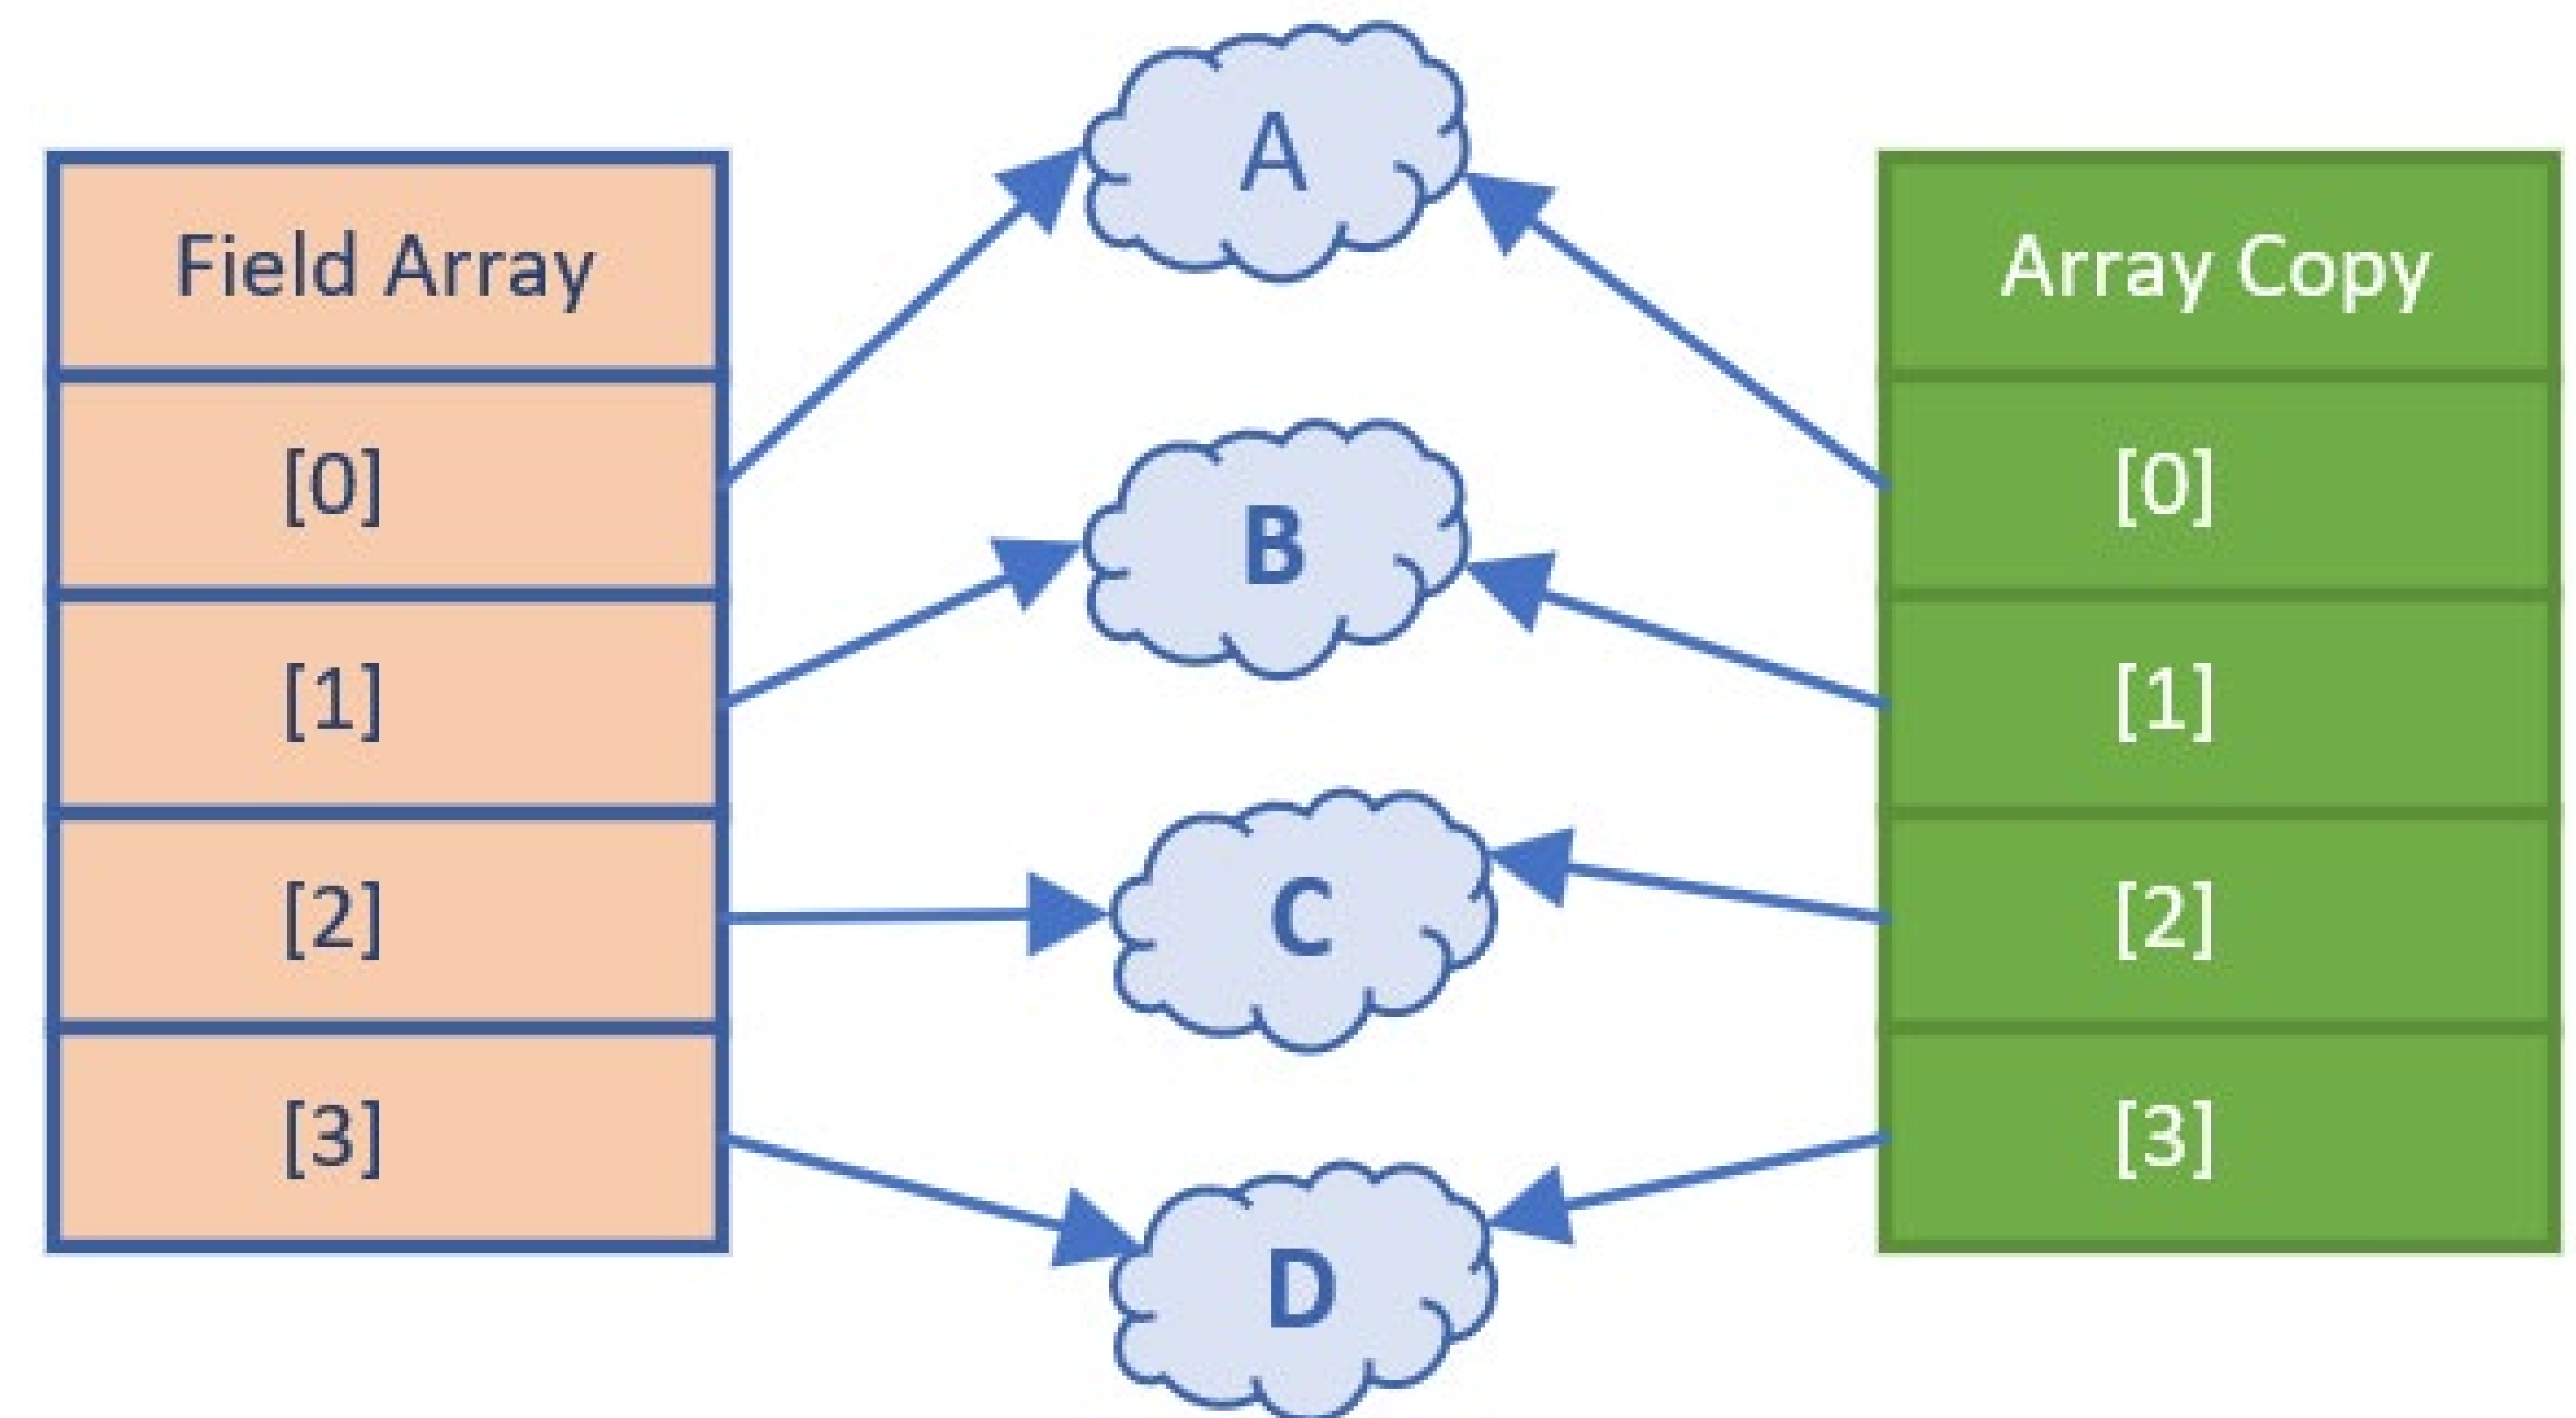 Field Array
[0]
[1]
[2]
[3]
A
B
C
D
Array Copy
[0]
[1]
[2]
[3]